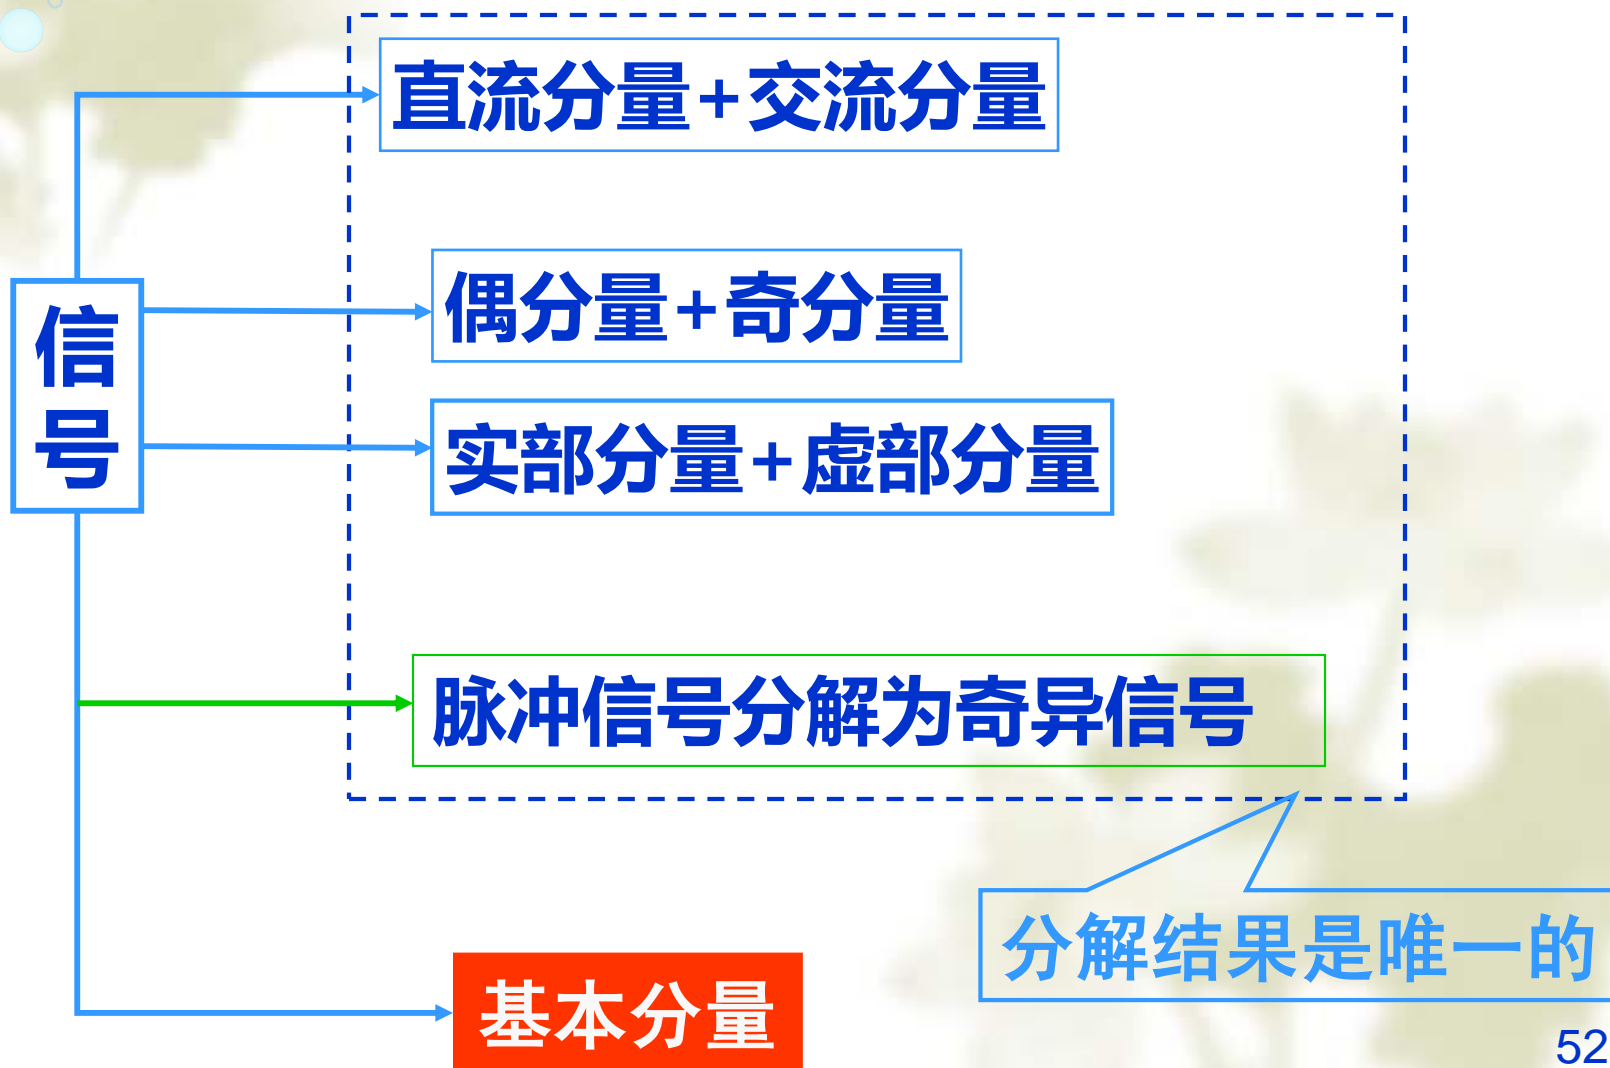 直流分量+交流分量
偶分量+奇分量
信
号
实部分量+虚部分量
脉冲信号分解为奇异信号
分解结果是唯一的
基本分量
52